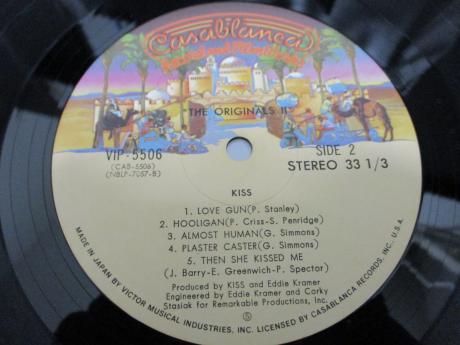 Casablanca
Record and FilmWorks
"THE ORIGINALS II"
VIP-5506
(CAB-5506)
(NBLP-7057-B)
SIDE 2
STEREO 33 1/3
KISS
1. LOVE GUN(P. Stanley)
2. HOOLIGAN(P. Criss-S. Penridge)
3. ALMOST HUMAN(G. Simmons)
4. PLASTER CASTER(G. Simmons)
5. THEN SHE KISSED ME
(J. Barry-E. Greenwich-P. Spector)
Produced by KISS and Eddie Kramer
Engineered by Eddie Kramer and Corky
Stasiak for Remarkable Productions, Inc.
S
MADE IN JAPAN BY VICTOR MUSICAL INDUSTRIES, INC. LICENSED BY CASABLANCA RECORDS, INC., U.S.A.